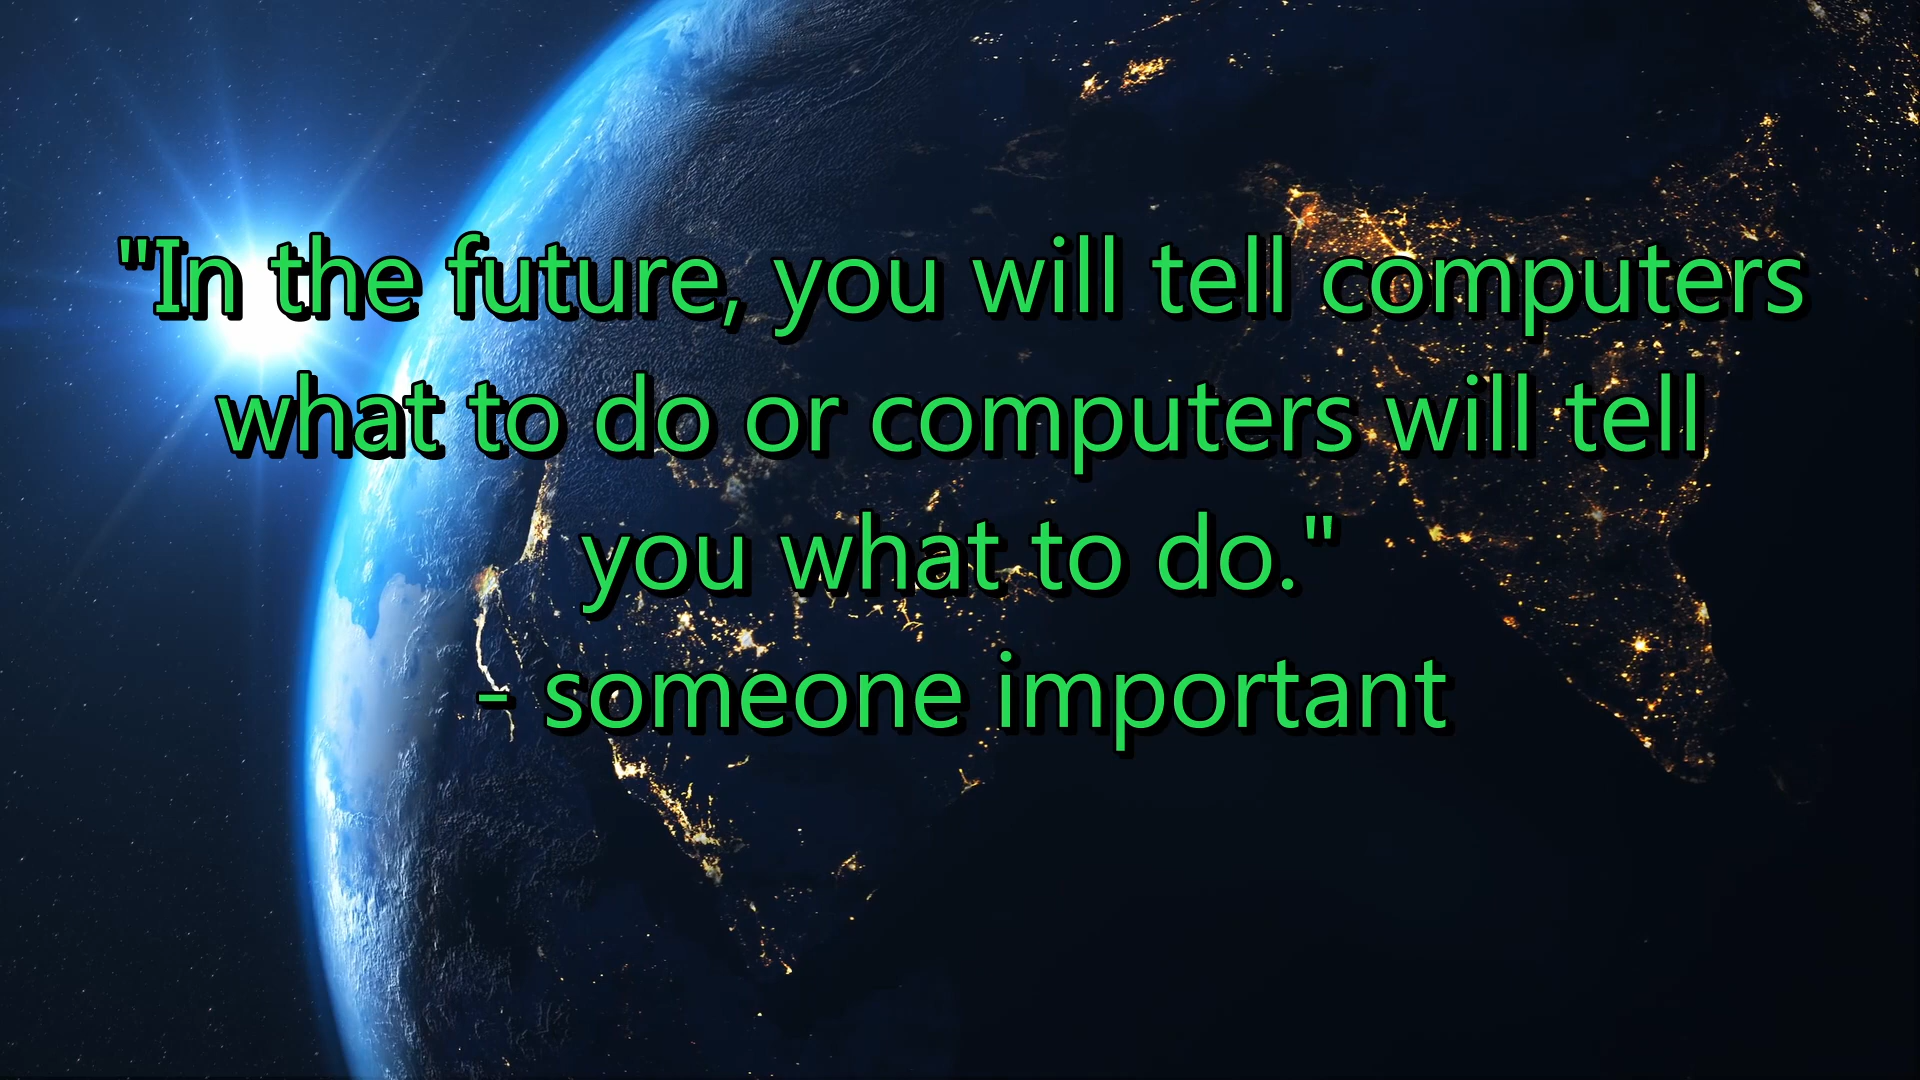 "In the future, you will tell computers
what to do or computers will tell
you what to do."
- someone important